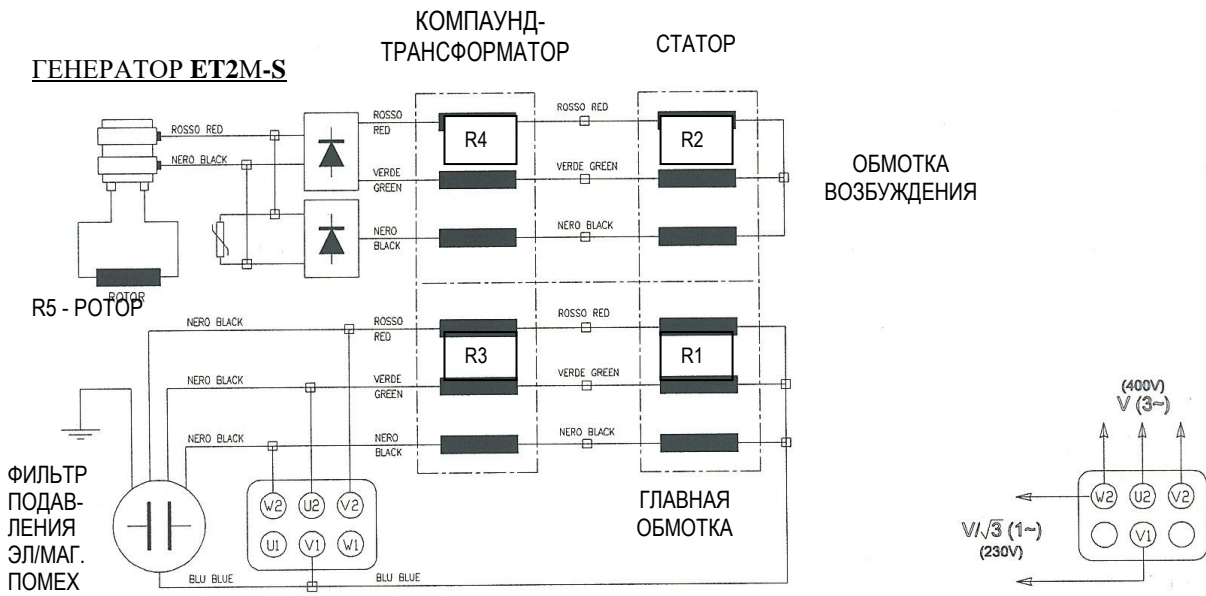 КОМПАУНД-
ТРАНСФОРМАТОР
СТАТОР
ГЕНЕРАТОР ET2M-S
ROSSO RED
NERO BLACK
ROSSO
RED
R4
ROSSO RED
R2
VERDE
GREEN
VERDE GREEN
ОБМОТКА
ВОЗБУЖДЕНИЯ
NERO
BLACK
NERO BLACK
ROTOR
R5 - РОТОР
NERO BLACK
ROSSO
RED
R3
ROSSO RED
R1
NERO BLACK
VERDE
GREEN
VERDE GREEN
NERO BLACK
NERO
BLACK
NERO BLACK
ФИЛЬТР
ПОДАВ-
ЛЕНИЯ
ЭЛ/МАГ.
ПОМЕХ
W2 U2 V2
U1 V1 W1
ГЛАВНАЯ
ОБМОТКА
BLU BLUE
BLU BLUE
(400V)
V (3~)
W2 U2 V2
V1
V/√3 (1~)
(230V)